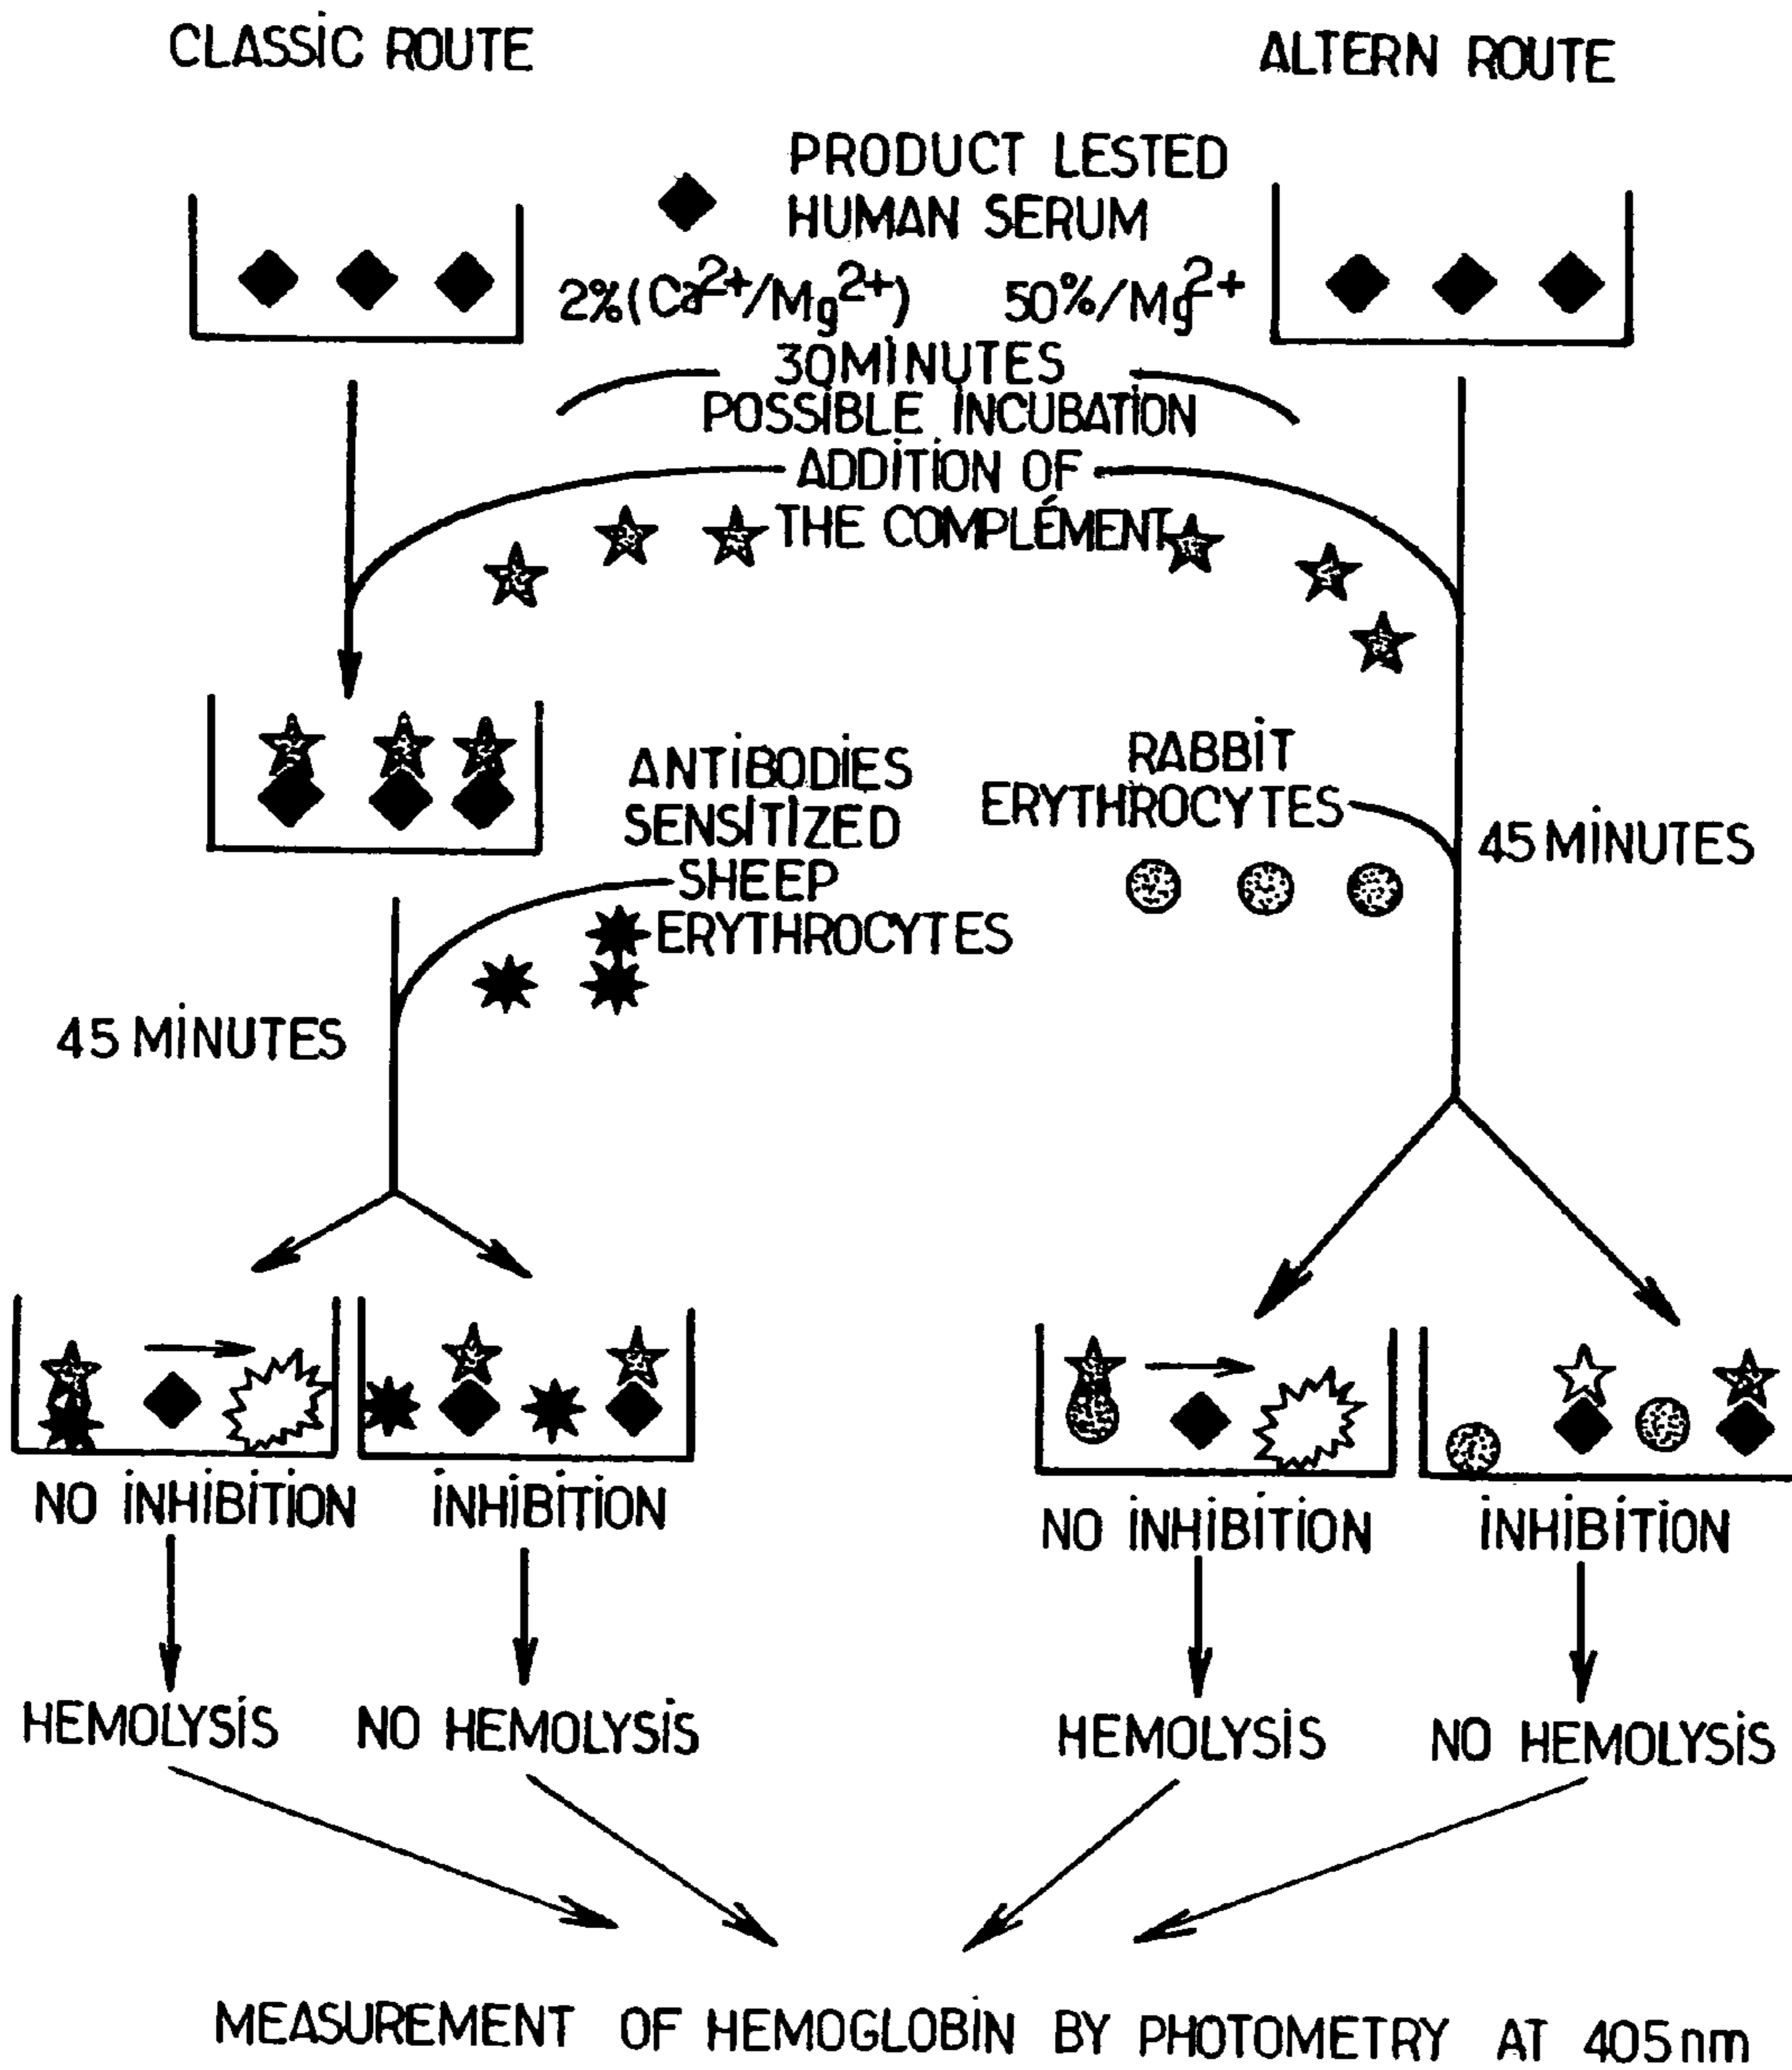 CLASSIC ROUTE
ALTERN ROUTE
PRODUCT LESTED
HUMAN SERUM
2%(Ca2+/Mg2+)
50%/Mg2+
30MINUTES
POSSIBLE INCUBATION
ADDITION OF
THE COMPLÉMENT
ANTIBODIES
SENSITIZED
SHEEP
ERYTHROCYTES
RABBIT
ERYTHROCYTES
45 MINUTES
45 MINUTES
NO INHIBITION
INHIBITION
NO INHIBITION
INHIBITION
HEMOLYSIS
NO HEMOLYSIS
HEMOLYSIS
NO HEMOLYSIS
MEASUREMENT OF HEMOGLOBIN BY PHOTOMETRY AT 405nm